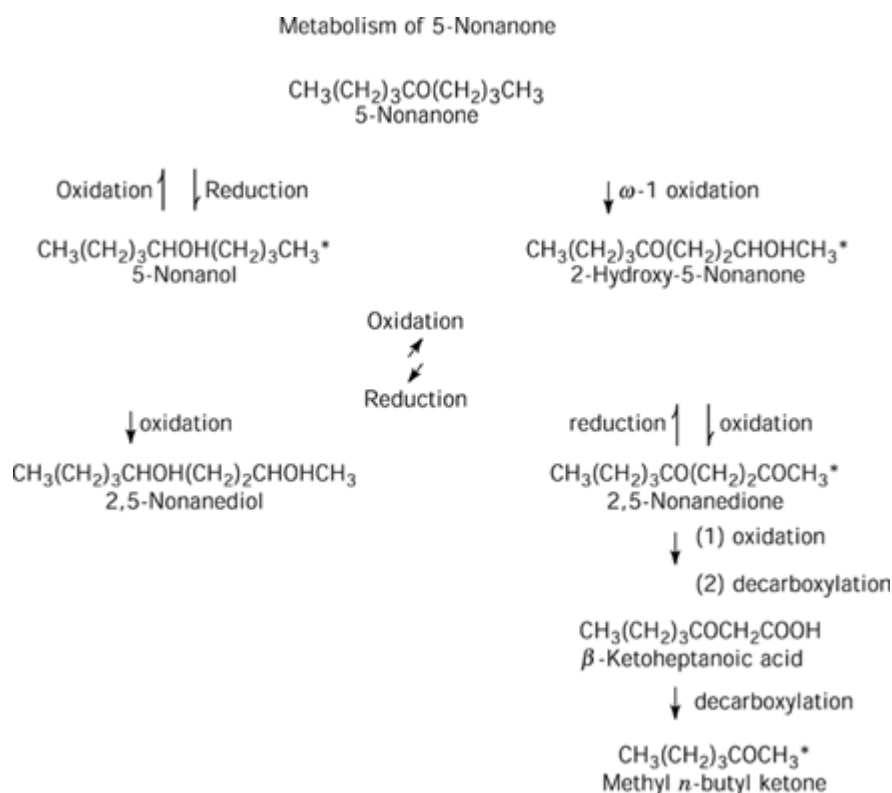 Metabolism of 5-Nonanone
CH₃(CH₂)₃CO(CH₂)₃CH₃
5-Nonanone
Oxidation Reduction
ω-1 oxidation
CH₃(CH₂)₃CHOH(CH₂)₃CH₃*
5-Nonanol
CH₃(CH₂)₃CO(CH₂)₂CHOHCH₃*
2-Hydroxy-5-Nonanone
Oxidation
Reduction
oxidation
reduction oxidation
CH₃(CH₂)₃CHOH(CH₂)₂CHOHCH₃
2,5-Nonanediol
CH₃(CH₂)₃CO(CH₂)₂COCH₃*
2,5-Nonanedione
(1) oxidation
(2) decarboxylation
CH₃(CH₂)₃COCH₂COOH
β-Ketoheptanoic acid
decarboxylation
CH₃(CH₂)₃COCH₃*
Methyl n-butyl ketone